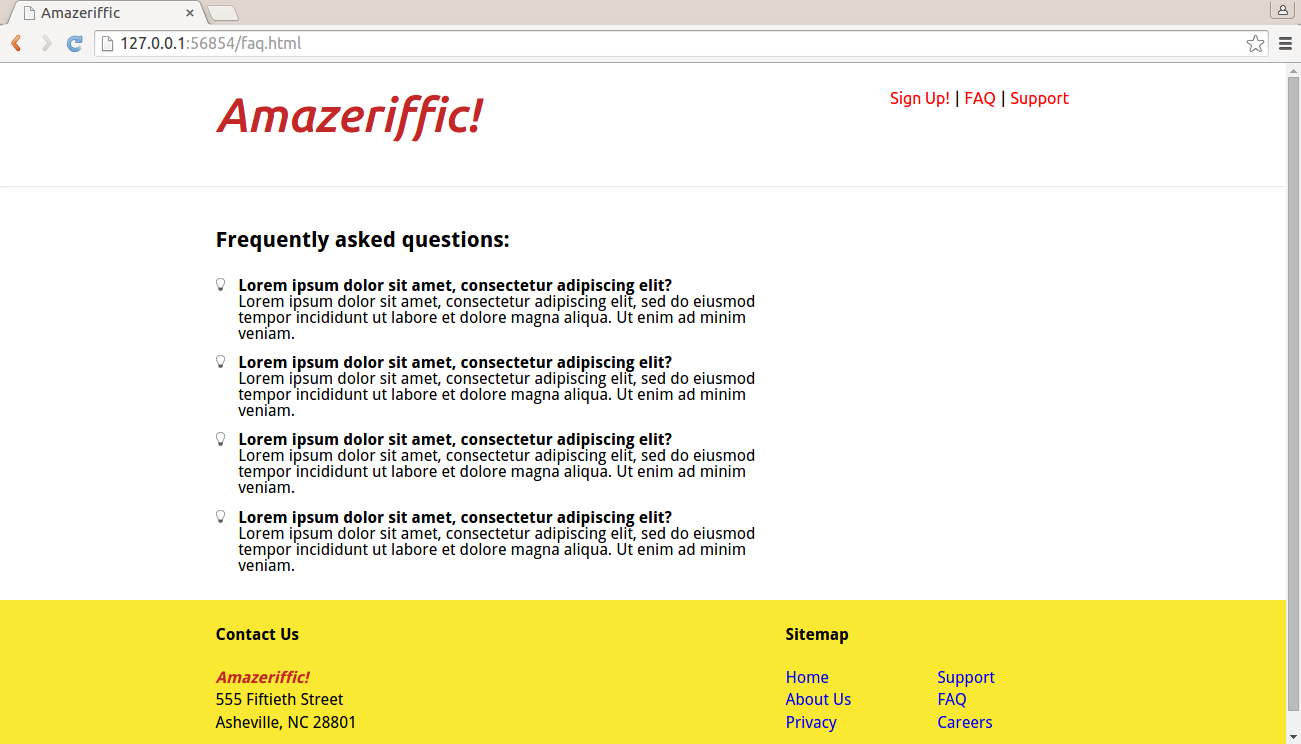 Amazeriffic
127.0.0.1:56854/faq.html
Amazeriffic!
Sign Up! | FAQ | Support
Frequently asked questions:
Lorem ipsum dolor sit amet, consectetur adipiscing elit?
Lorem ipsum dolor sit amet, consectetur adipiscing elit, sed do eiusmod
tempor incididunt ut labore et dolore magna aliqua. Ut enim ad minim
veniam.
Lorem ipsum dolor sit amet, consectetur adipiscing elit?
Lorem ipsum dolor sit amet, consectetur adipiscing elit, sed do eiusmod
tempor incididunt ut labore et dolore magna aliqua. Ut enim ad minim
veniam.
Lorem ipsum dolor sit amet, consectetur adipiscing elit?
Lorem ipsum dolor sit amet, consectetur adipiscing elit, sed do eiusmod
tempor incididunt ut labore et dolore magna aliqua. Ut enim ad minim
veniam.
Lorem ipsum dolor sit amet, consectetur adipiscing elit?
Lorem ipsum dolor sit amet, consectetur adipiscing elit, sed do eiusmod
tempor incididunt ut labore et dolore magna aliqua. Ut enim ad minim
veniam.
Contact Us
Amazeriffic!
555 Fiftieth Street
Asheville, NC 28801
Sitemap
Home
About Us
Privacy
Support
FAQ
Careers